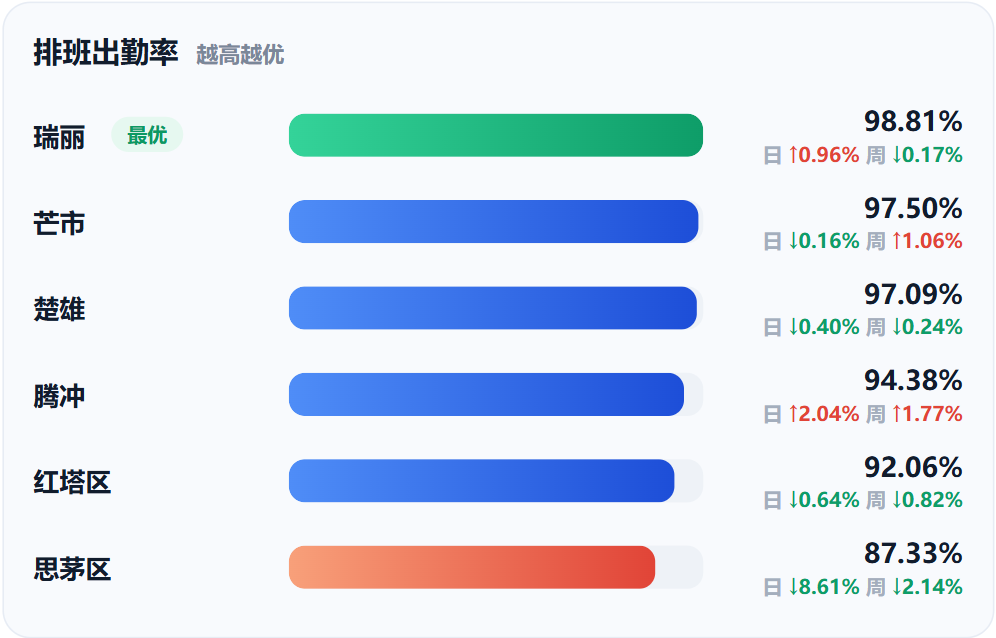 排班出勤率 越高越优
瑞丽 最优 98.81%
日 ↑0.96% 周 ↓0.17%
芒市 97.50%
日 ↓0.16% 周 ↑1.06%
楚雄 97.09%
日 ↓0.40% 周 ↓0.24%
腾冲 94.38%
日 ↑2.04% 周 ↑1.77%
红塔区 92.06%
日 ↓0.64% 周 ↓0.82%
思茅区 87.33%
日 ↓8.61% 周 ↓2.14%